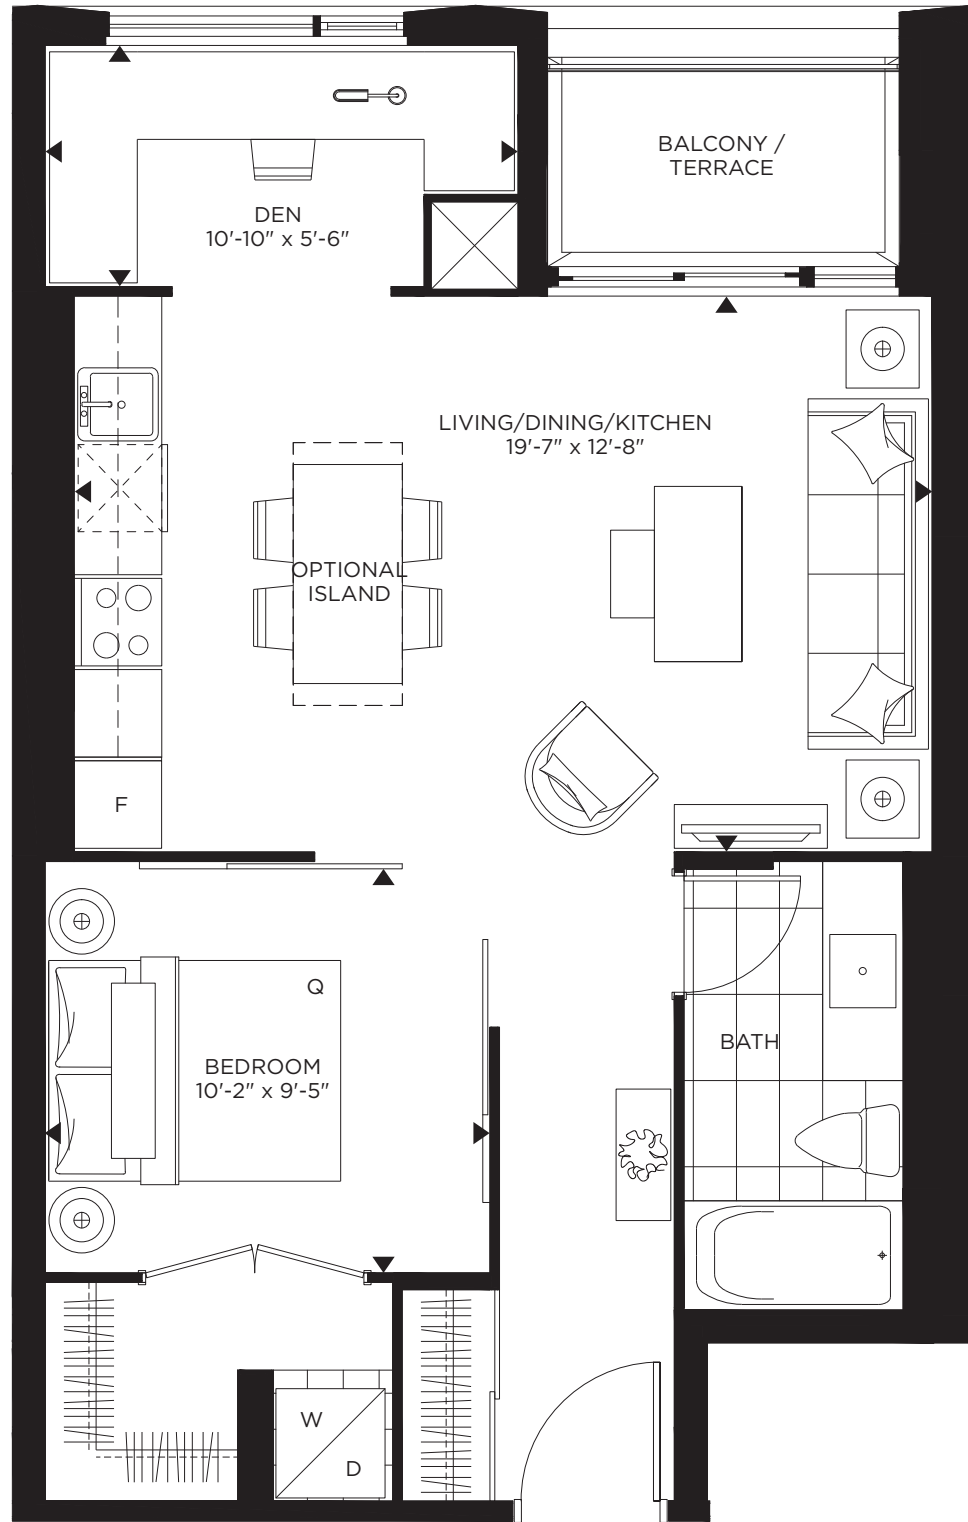 BALCONY /
TERRACE
DEN
10'-10" x 5'-6"
LIVING/DINING/KITCHEN
19'-7" x 12'-8"
OPTIONAL
ISLAND
F
Q
BEDROOM
10'-2" x 9'-5"
BATH
W
D